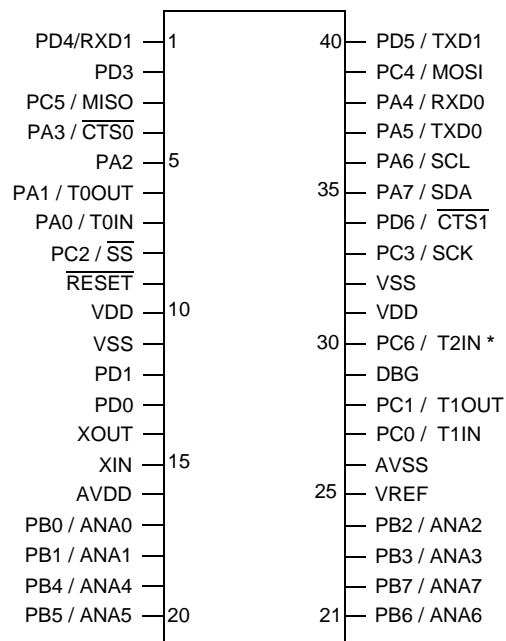 PD4/RXD1 1 40 PD5 / TXD1
PD3 PC4 / MOSI
PC5 / MISO PA4 / RXD0
PA3 / CTS0 PA5 / TXD0
PA2 5 PA6 / SCL
PA1 / T0OUT 35 PA7 / SDA
PA0 / T0IN PD6 / CTS1
PC2 / SS PC3 / SCK
RESET VSS
VDD 10 VDD
VSS 30 PC6 / T2IN *
PD1 DBG
PD0 PC1 / T1OUT
XOUT PC0 / T1IN
XIN 15 AVSS
AVDD 25 VREF
PB0 / ANA0 PB2 / ANA2
PB1 / ANA1 PB3 / ANA3
PB4 / ANA4 PB7 / ANA7
PB5 / ANA5 20 21 PB6 / ANA6